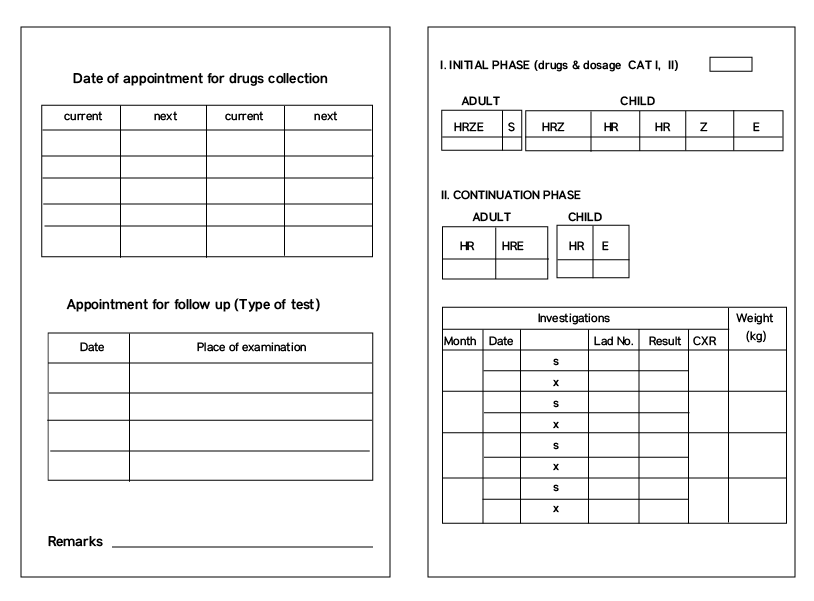 Date of appointment for drugs collection
current next current next
Appointment for follow up (Type of test)
Date Place of examination
Remarks
I. INITIAL PHASE (drugs & dosage CAT I, II)
ADULT CHILD
HRZE S HRZ HR HR Z E
II. CONTINUATION PHASE
ADULT CHILD
HR HRE HR E
Investigations Weight
(kg)
Month Date Lad No. Result CXR
s
x
s
x
s
x
s
x